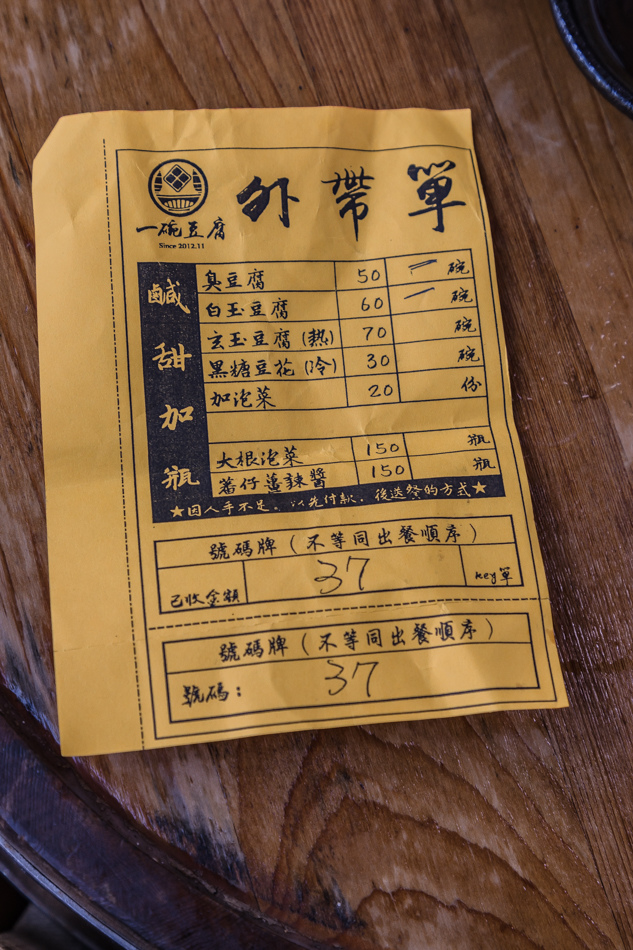 外帶單
一碗豆腐
Since 2012.11
鹹甜加瓶
臭豆腐 50 一 碗
白玉豆腐 60 一 碗
玄玉豆腐(熱) 70 碗
黑糖豆花(冷) 30 碗
加泡菜 20 份
大根泡菜 150 瓶
薯仔薑辣醬 150 瓶
★因人手不足。以先付款。後送餐的方式★
號碼牌(不等同出餐順序)
已收金額 37 key單
號碼牌(不等同出餐順序)
號碼: 37